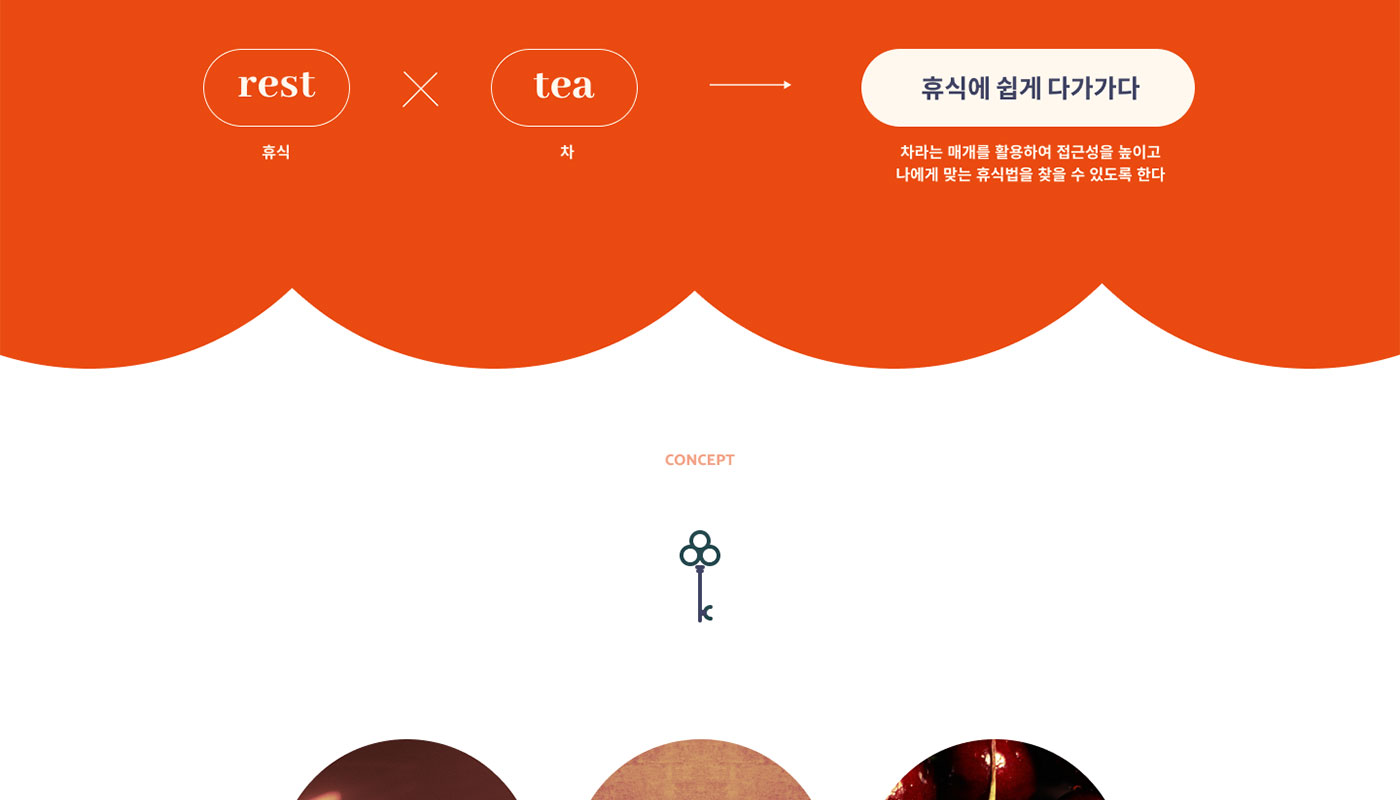 rest
tea
휴식에 쉽게 다가가다
휴식
차
차라는 매개를 활용하여 접근성을 높이고
나에게 맞는 휴식법을 찾을 수 있도록 한다
CONCEPT